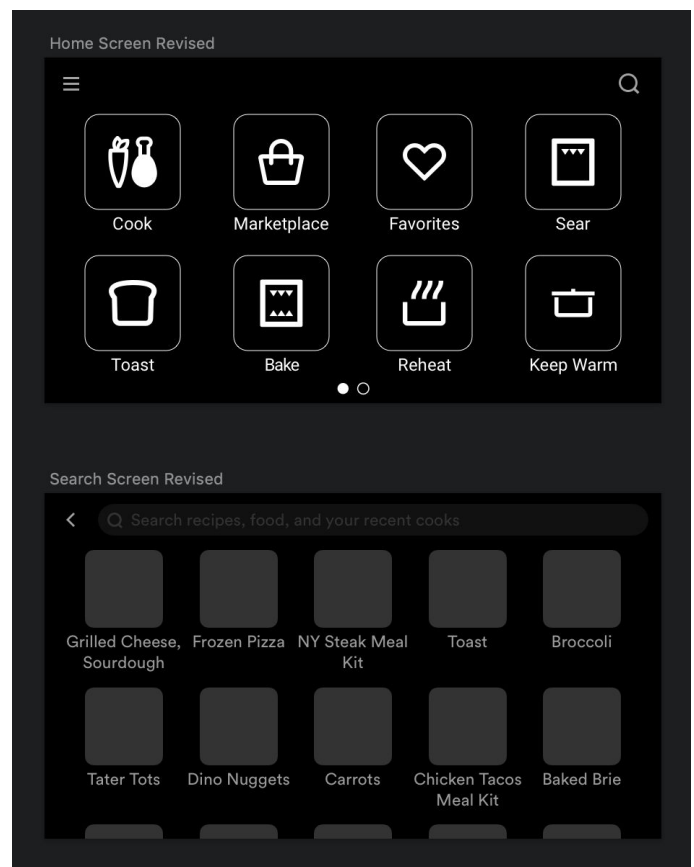 Home Screen Revised
Cook Marketplace Favorites Sear
Toast Bake Reheat Keep Warm
Search Screen Revised
Search recipes, food, and your recent cooks
Grilled Cheese, Frozen Pizza NY Steak Meal Toast Broccoli
Sourdough Kit
Tater Tots Dino Nuggets Carrots Chicken Tacos Baked Brie
Meal Kit